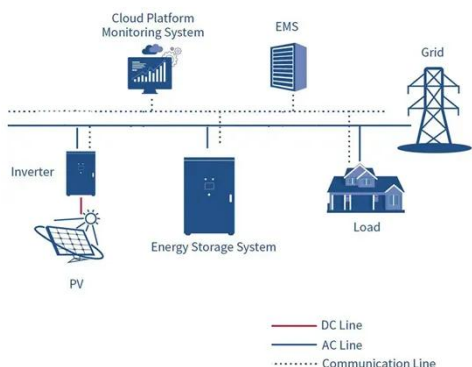 Cloud Platform
Monitoring System
EMS
Grid
Inverter
Energy Storage System
Load
PV
DC Line
AC Line
Communication Line